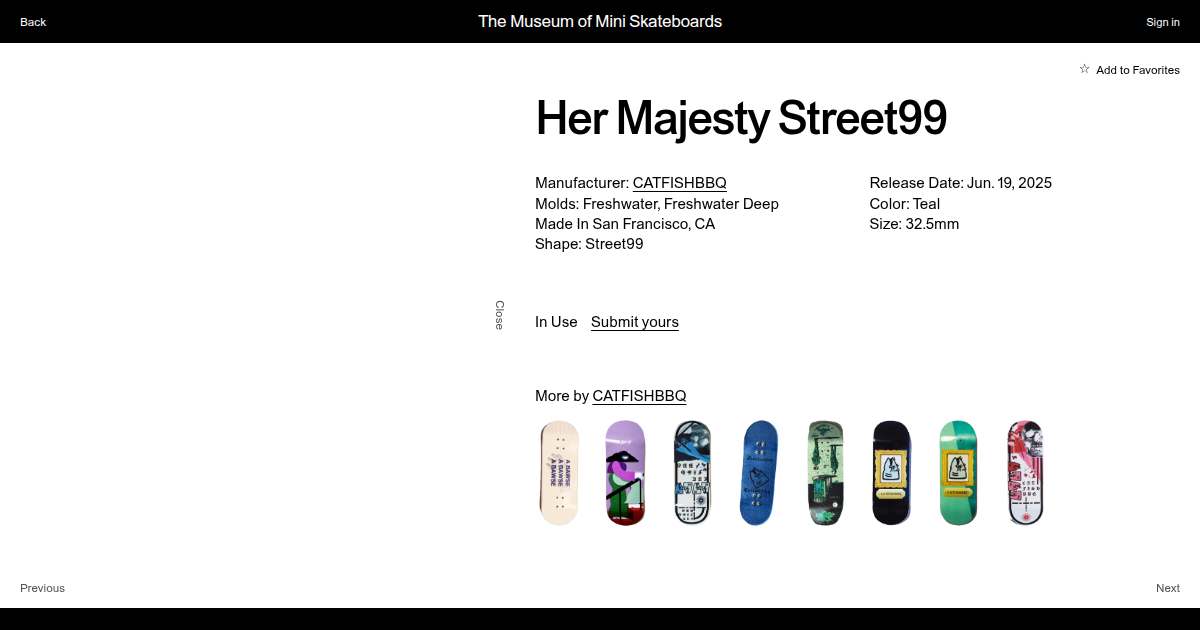 Back
The Museum of Mini Skateboards
Sign in
☆ Add to Favorites
Her Majesty Street99
Manufacturer: CATFISHBBQ
Molds: Freshwater, Freshwater Deep
Made In San Francisco, CA
Shape: Street99
Release Date: Jun. 19, 2025
Color: Teal
Size: 32.5mm
Close
In Use Submit yours
More by CATFISHBBQ
Previous
Next